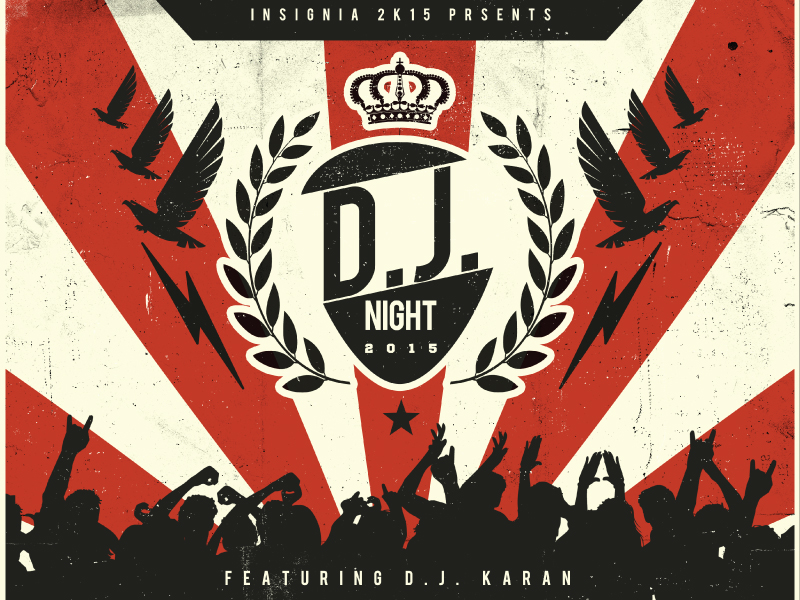 INSIGNIA 2K15 PRSENTS
D.J.
NIGHT
2015
FEATURING D.J. KARAN